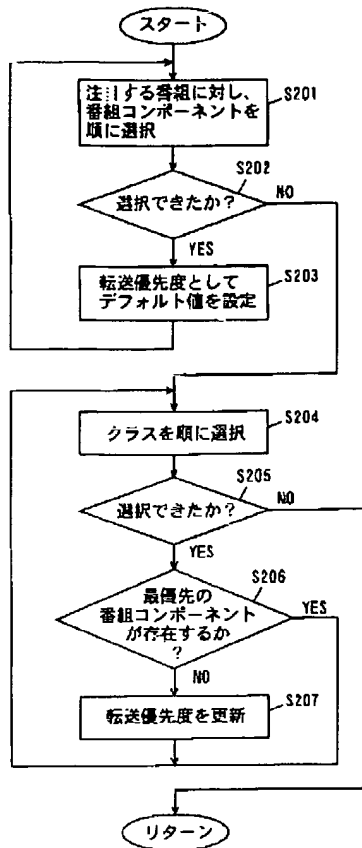 スタート
する番組に対し、
番組コンポーネントを
順に選択
S201
S202
選択できたか?
NO
YES
S203
転送優先度として
デフォルト値を設定
S204
クラスを順に選択
S205
選択できたか?
NO
YES
S206
最優先の
番組コンポーネント
が存在するか
?
YES
NO
S207
転送優先度を更新
リターン